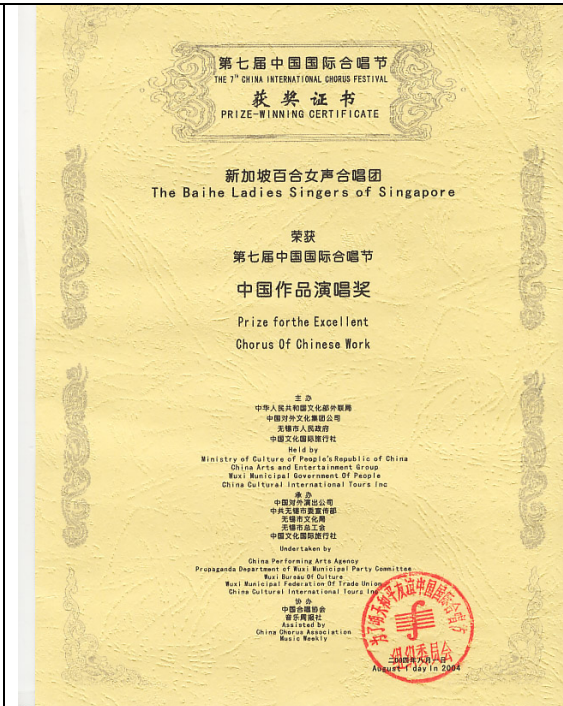 第七届中国国际合唱节
THE 7TH CHINA INTERNATIONAL CHORUS FESTIVAL
获奖证书
PRIZE-WINNING CERTIFICATE
新加坡百合女声合唱团
The Baihe Ladies Singers of Singapore
荣获
第七届中国国际合唱节
中国作品演唱奖
Prize forthe Excellent
Chorus Of Chinese Work
主办
中华人民共和国文化部外联局
中国对外文化集团公司
无锡市人民政府
中国文化国际旅行社
Held by
Ministry of Culture of People's Republic of China
China Arts and Entertainment Group
Wuxi Municipal Government Of People
China Cultural International Tours Inc
承办
中国对外演出公司
中共无锡市委宣传部
无锡市文化局
无锡市总工会
中国文化国际旅行社
Undertaken by
China Performing Arts Agency
Propaganda Department of Wuxi Municipal Party Committee
Wuxi Bureau Of Culture
Wuxi Municipal Federation Of Trade Union
China Cultural International Tours Inc
协办
中国合唱协会
音乐周报社
Assisted by
China Chorus Association
Music Weekly
组织委员会
二〇〇四年八月一日
August 1 day In 2004